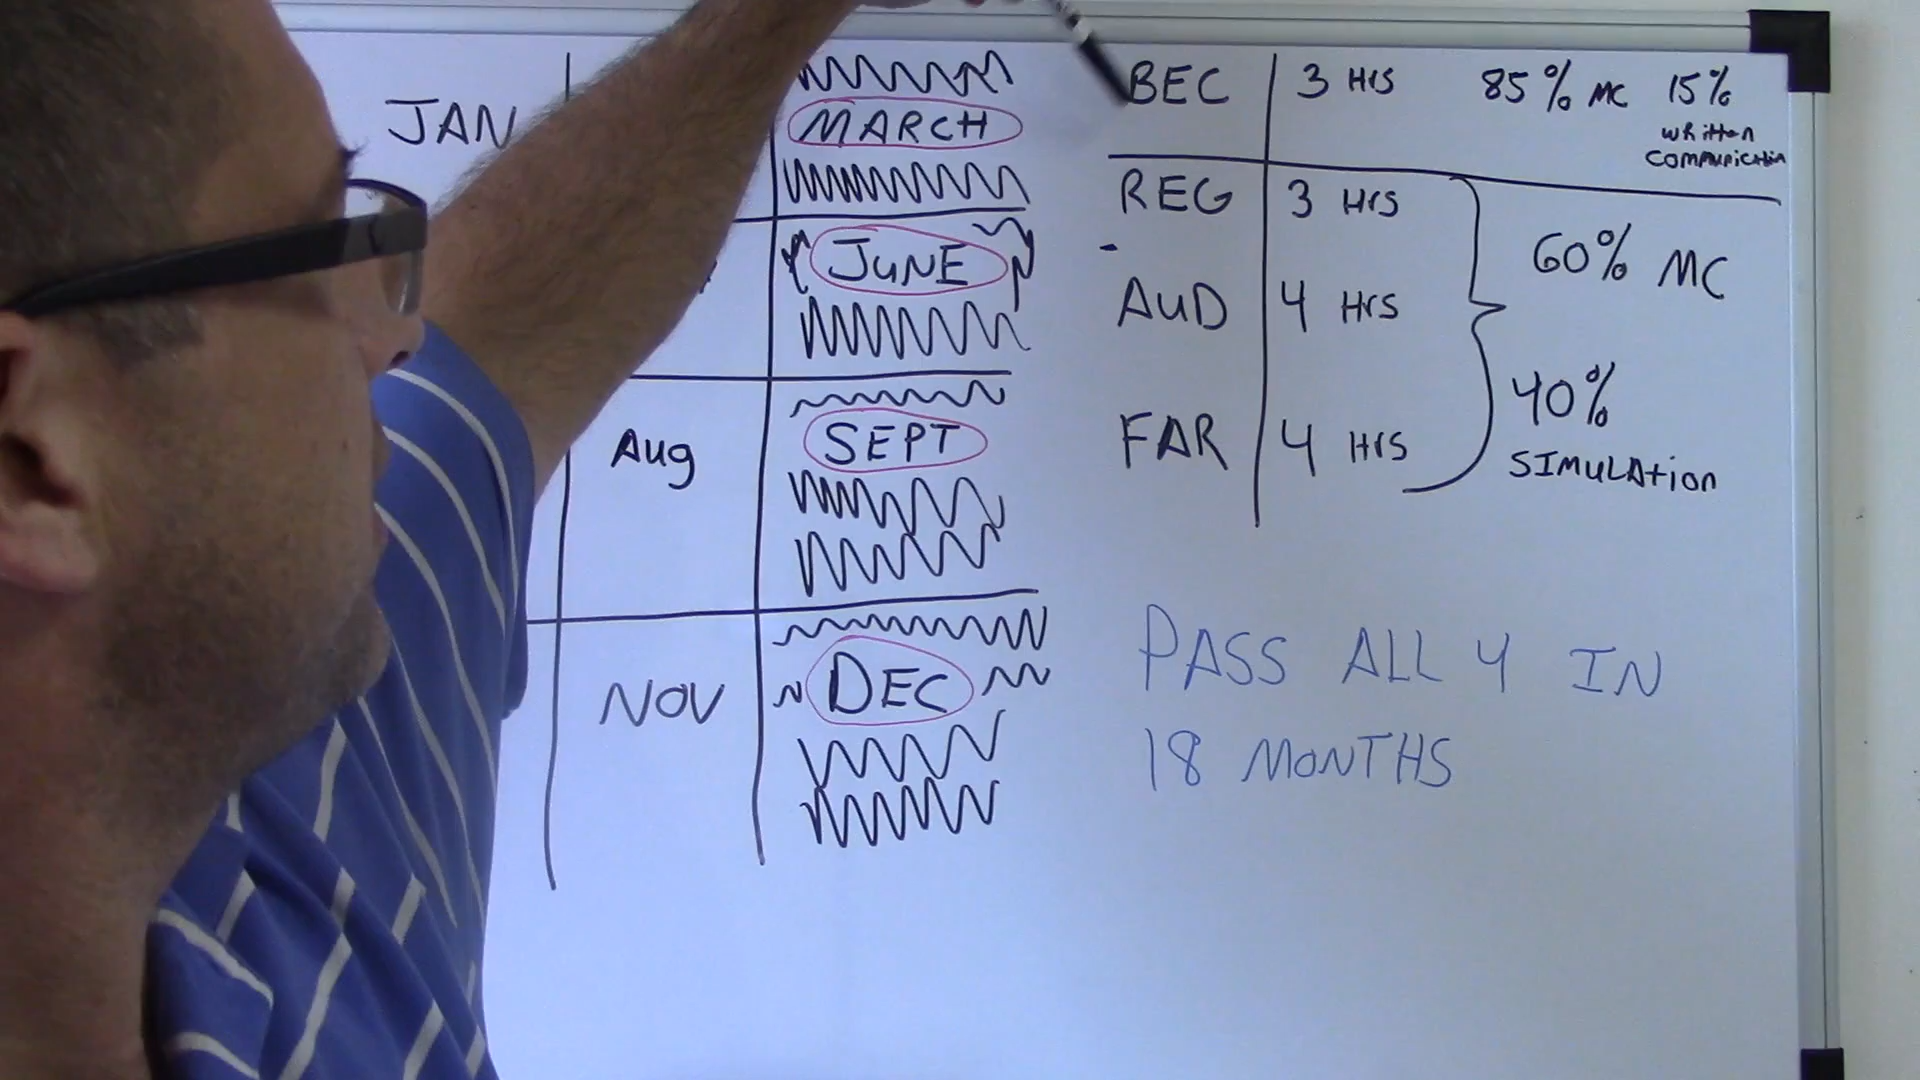 JAN
MARCH
JUNE
Aug
SEPT
NOV
DEC
BEC 3 Hrs 85% MC 15%
written
communication
REG 3 Hrs
AUD 4 Hrs
FAR 4 Hrs
60% MC
40%
SIMULAtion
PASS ALL 4 IN
18 MONTHS